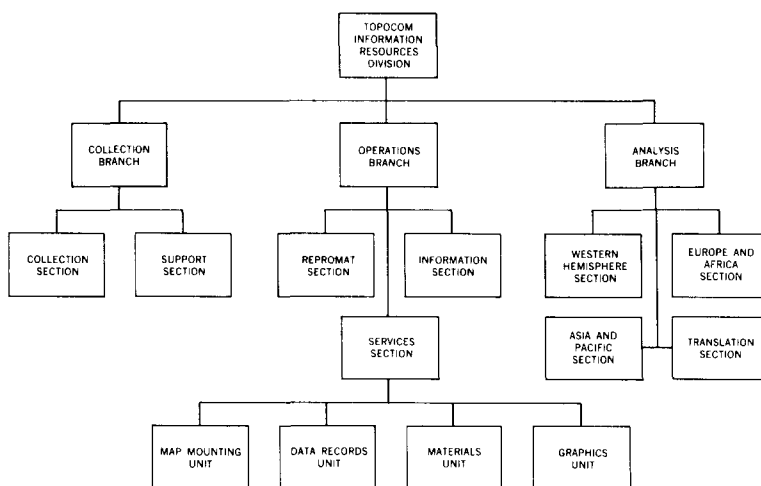 TOPOCOM
INFORMATION
RESOURCES
DIVISION
COLLECTION
BRANCH
OPERATIONS
BRANCH
ANALYSIS
BRANCH
COLLECTION
SECTION
SUPPORT
SECTION
REPROMAT
SECTION
INFORMATION
SECTION
WESTERN
HEMISPHERE
SECTION
EUROPE AND
AFRICA
SECTION
SERVICES
SECTION
ASIA AND
PACIFIC
SECTION
TRANSLATION
SECTION
MAP MOUNTING
UNIT
DATA RECORDS
UNIT
MATERIALS
UNIT
GRAPHICS
UNIT